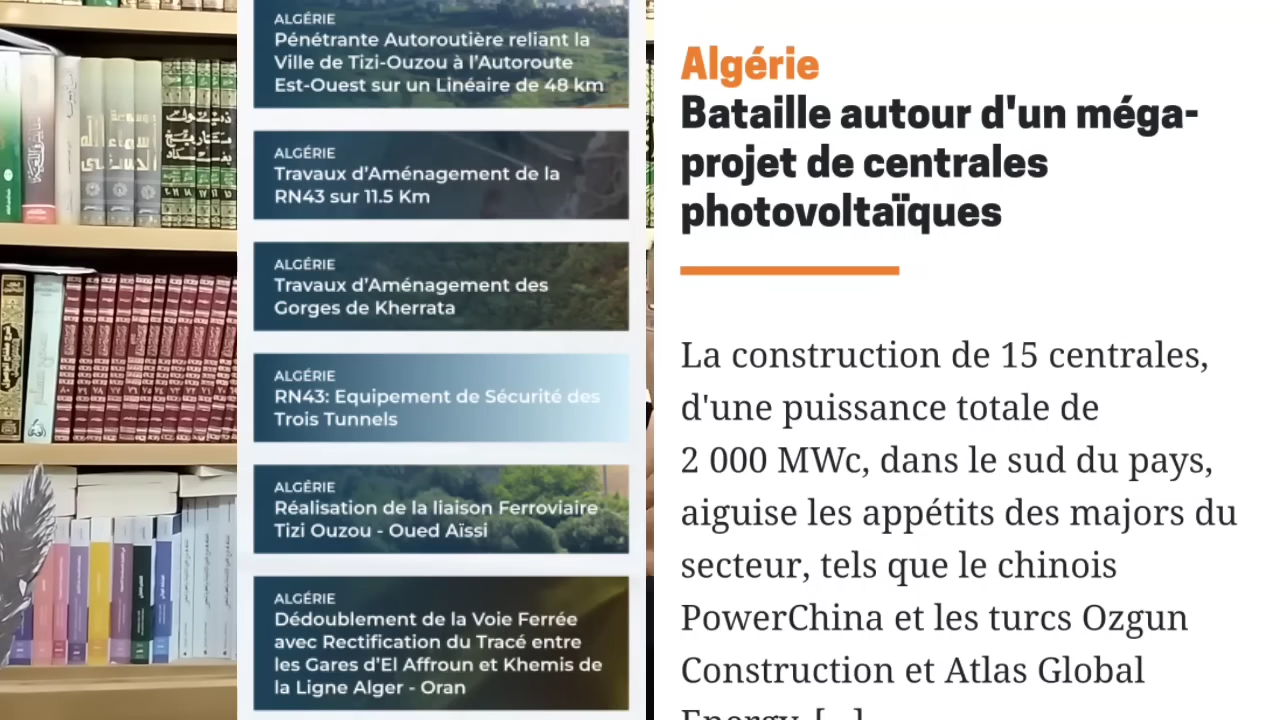 ALGÉRIE
Pénétrante Autoroutière reliant la
Ville de Tizi-Ouzou à l'Autoroute
Est-Ouest sur un Linéaire de 48 km
ALGÉRIE
Travaux d'Aménagement de la
RN43 sur 11.5 Km
ALGÉRIE
Travaux d'Aménagement des
Gorges de Kherrata
ALGÉRIE
RN43: Equipement de Sécurité des
Trois Tunnels
ALGÉRIE
Réalisation de la liaison Ferroviaire
Tizi Ouzou - Oued Aïssi
ALGÉRIE
Dédoublement de la Voie Ferrée
avec Rectification du Tracé entre
les Gares d'El Affroun et Khemis de
la Ligne Alger - Oran
Algérie
Bataille autour d'un méga-
projet de centrales
photovoltaïques
La construction de 15 centrales,
d'une puissance totale de
2 000 MWc, dans le sud du pays,
aiguise les appétits des majors du
secteur, tels que le chinois
PowerChina et les turcs Ozgun
Construction et Atlas Global